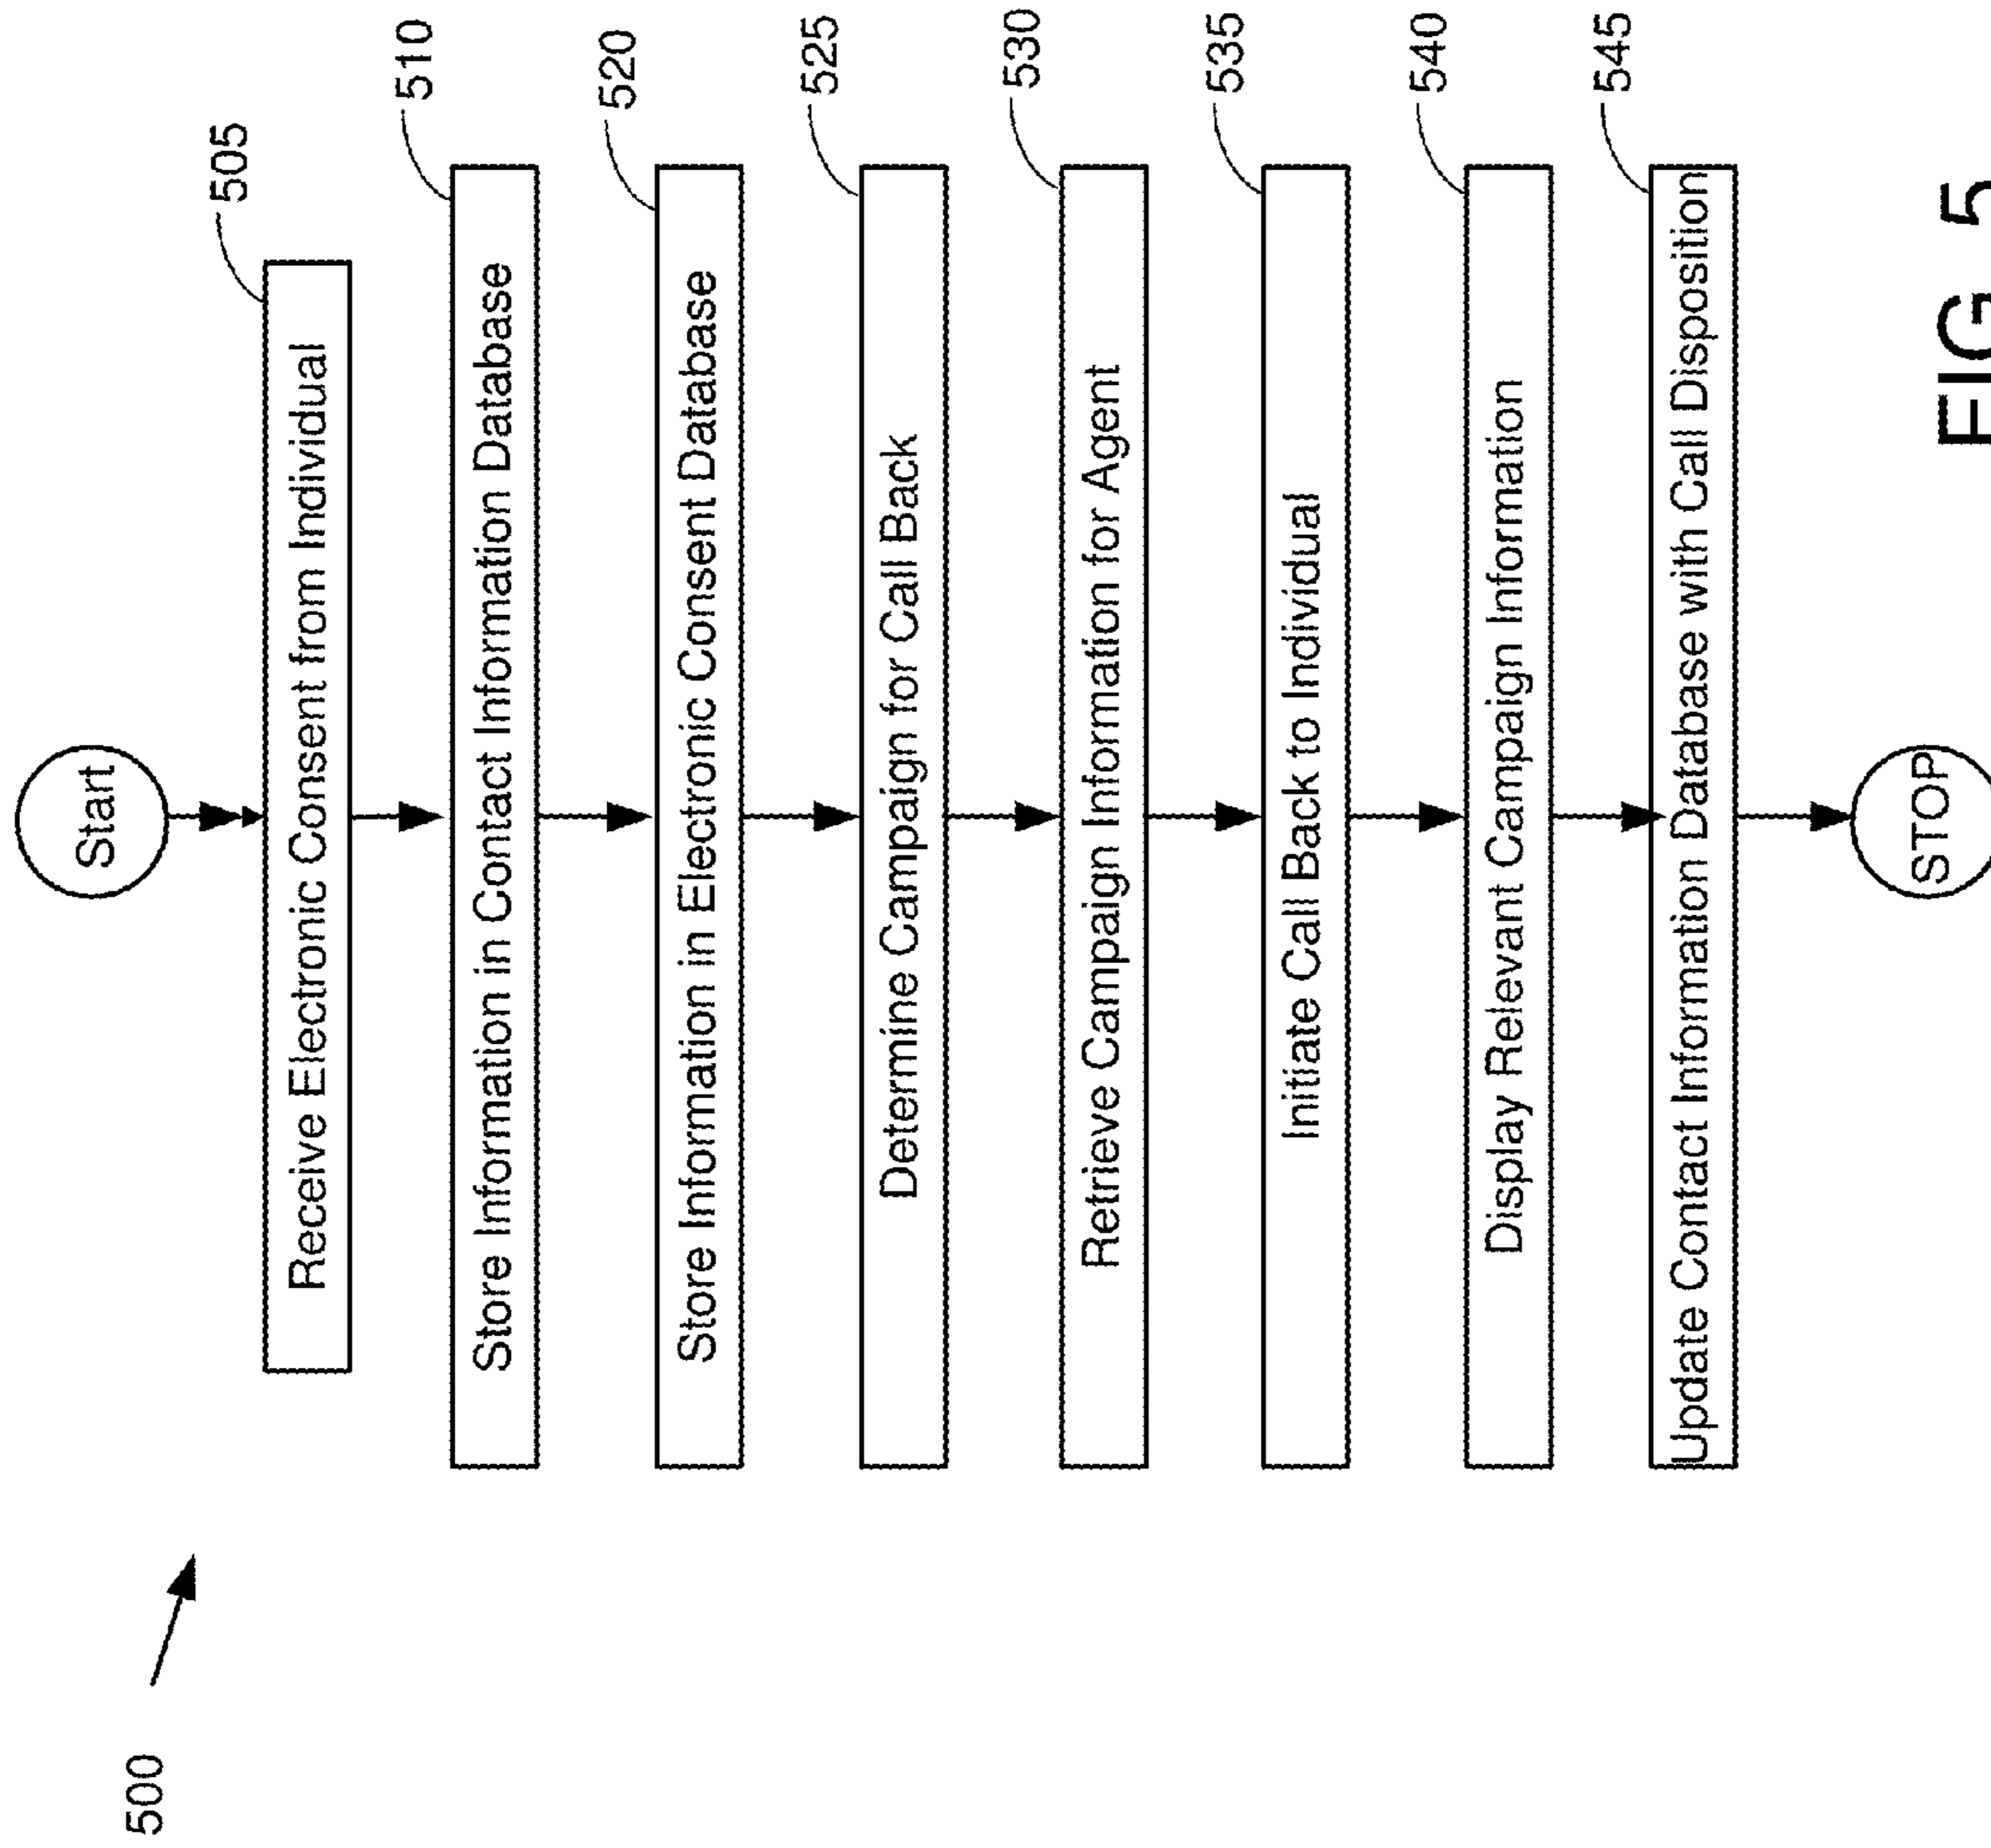 500
Start
505
Receive Electronic Consent from Individual
510
Store Information in Contact Information Database
520
Store Information in Electronic Consent Database
525
Determine Campaign for Call Back
530
Retrieve Campaign Information for Agent
535
Initiate Call Back to Individual
540
Display Relevant Campaign Information
545
Update Contact Information Database with Call Disposition
STOP
FIG 5